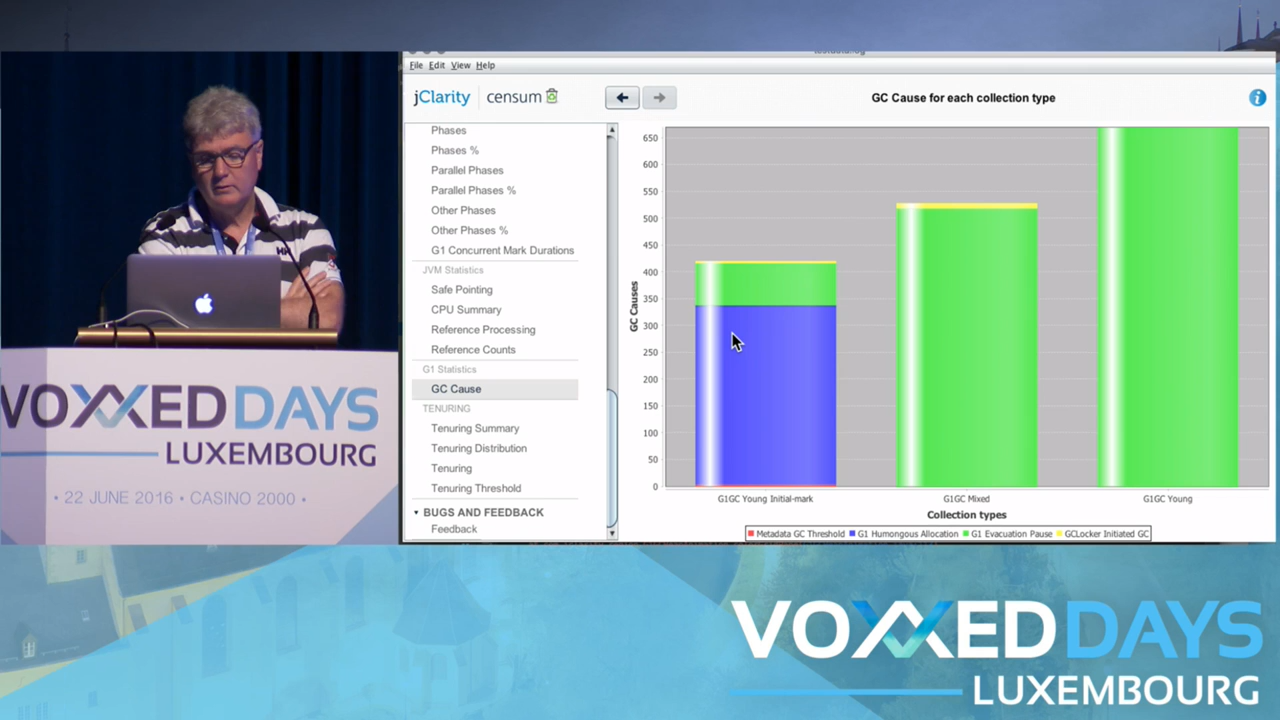 File Edit View Help
jClarity censum
GC Cause for each collection type
Phases
Phases %
Parallel Phases
Parallel Phases %
Other Phases
Other Phases %
G1 Concurrent Mark Durations
JVM Statistics
Safe Pointing
CPU Summary
Reference Processing
Reference Counts
G1 Statistics
GC Cause
TENURING
Tenuring Summary
Tenuring Distribution
Tenuring
Tenuring Threshold
BUGS AND FEEDBACK
Feedback
GC Causes
650
600
550
500
450
400
350
300
250
200
150
100
50
0
G1GC Young Initial-mark G1GC Mixed G1GC Young
Collection types
Metadata GC Threshold G1 Humongous Allocation G1 Evacuation Pause GCLocker Initiated GC
HH
VOXXED DAYS
LUXEMBOURG
• 22 JUNE 2016 • CASINO 2000 •
VOXXED DAYS
LUXEMBOURG